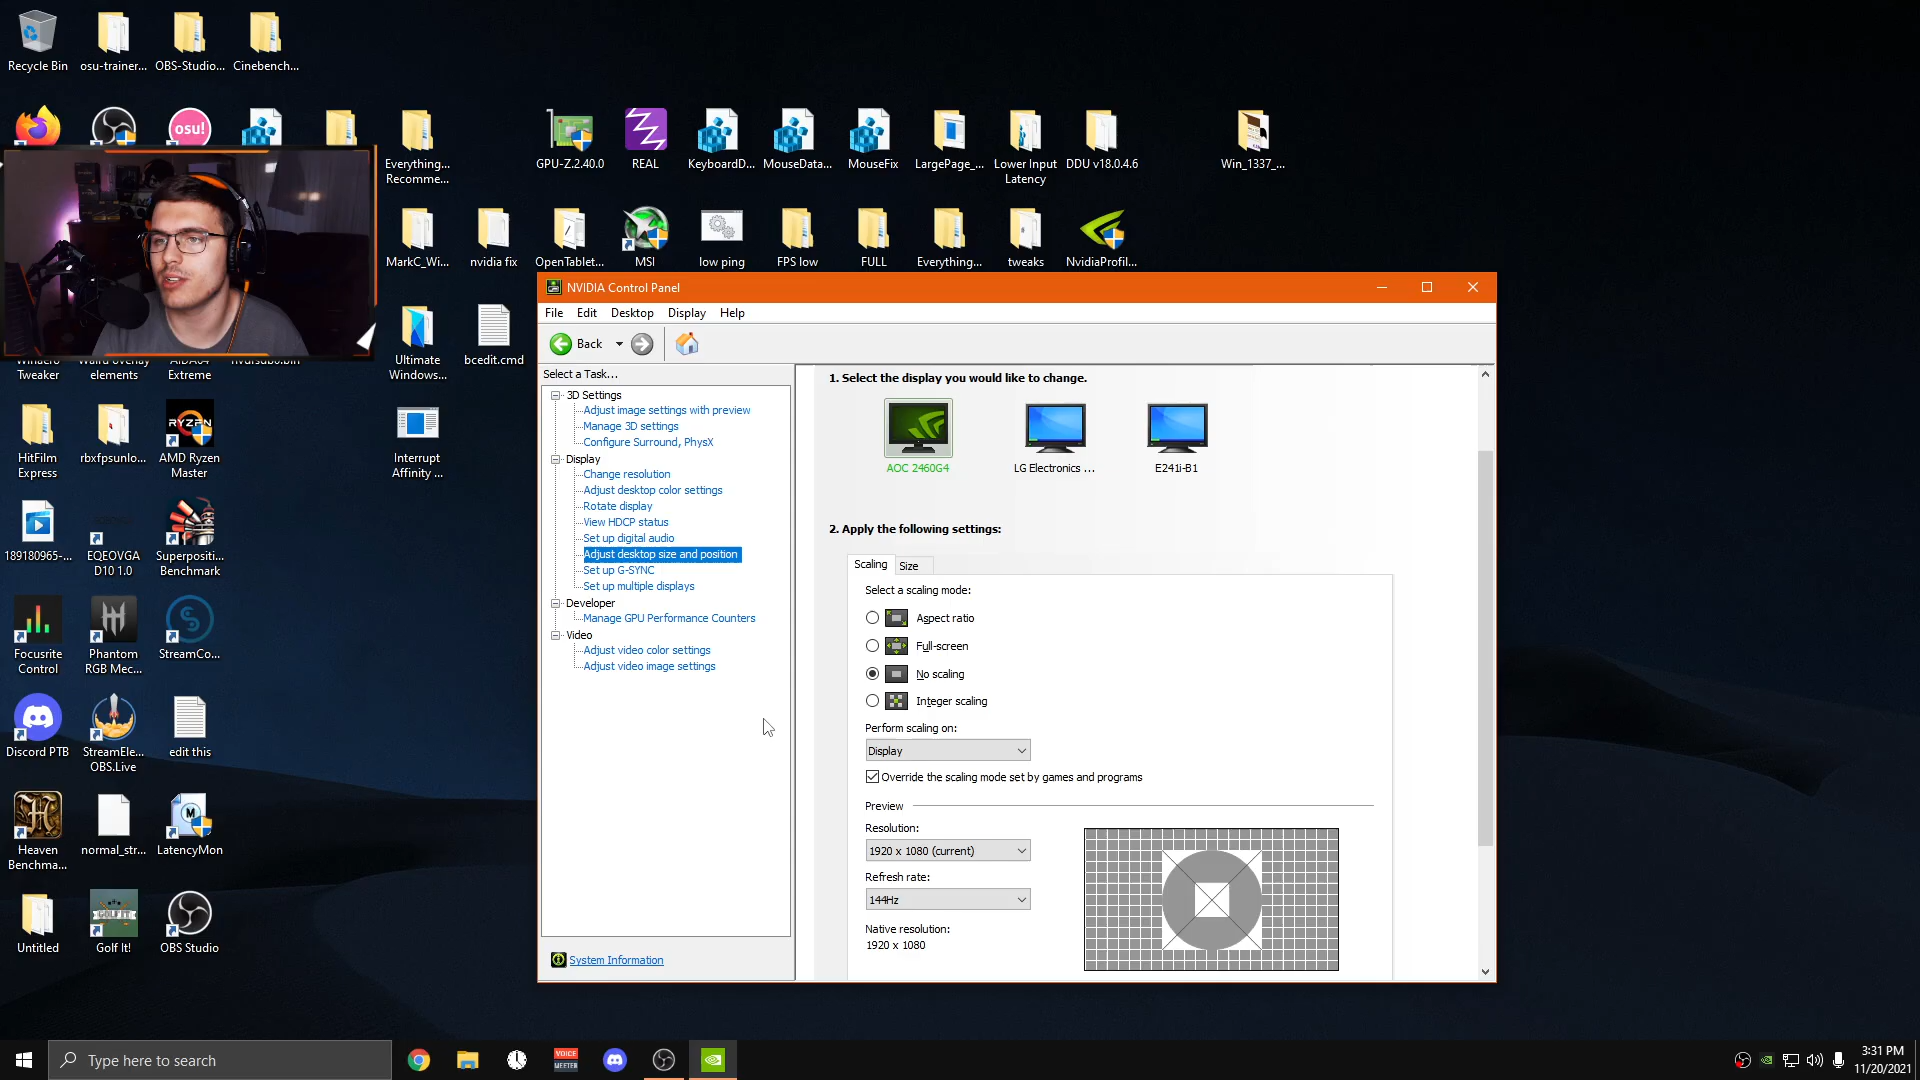 Recycle Bin
osu-trainer...
OBS-Studio...
Cinebench...
osu!
Everything...
Recomme...
GPU-Z.2.40.0
REAL
KeyboardD...
MouseData...
MouseFix
LargePage_...
Lower Input
Latency
DDU v18.0.4.6
Win_1337_...
MarkC_Wi...
nvidia fix
OpenTablet...
MSI
low ping
FPS low
FULL
Everything...
tweaks
NvidiaProfil...
Winaero
Tweaker
elements
AIDA64
Extreme
Ultimate
Windows...
bcedit.cmd
HitFilm
Express
rbxfpsunlo...
RYZEN
AMD Ryzen
Master
Interrupt
Affinity ...
189180965-...
EQEOVGA
D10 1.0
Superpositi...
Benchmark
Focusrite
Control
Phantom
RGB Mec...
StreamCo...
Discord PTB
StreamEle...
OBS.Live
edit this
Heaven
Benchma...
normal_str...
LatencyMon
Untitled
GOLF IT!
Golf It!
OBS Studio
NVIDIA Control Panel
File Edit Desktop Display Help
Back
Select a Task...
3D Settings
Adjust image settings with preview
Manage 3D settings
Configure Surround, PhysX
Display
Change resolution
Adjust desktop color settings
Rotate display
View HDCP status
Set up digital audio
Adjust desktop size and position
Set up G-SYNC
Set up multiple displays
Developer
Manage GPU Performance Counters
Video
Adjust video color settings
Adjust video image settings
System Information
1. Select the display you would like to change.
AOC 2460G4
LG Electronics ...
E241i-B1
2. Apply the following settings:
Scaling Size
Select a scaling mode:
Aspect ratio
Full-screen
No scaling
Integer scaling
Perform scaling on:
Display
Override the scaling mode set by games and programs
Preview
Resolution:
1920 x 1080 (current)
Refresh rate:
144Hz
Native resolution:
1920 x 1080
Type here to search
VOICE
MEETER
3:31 PM
11/20/2021